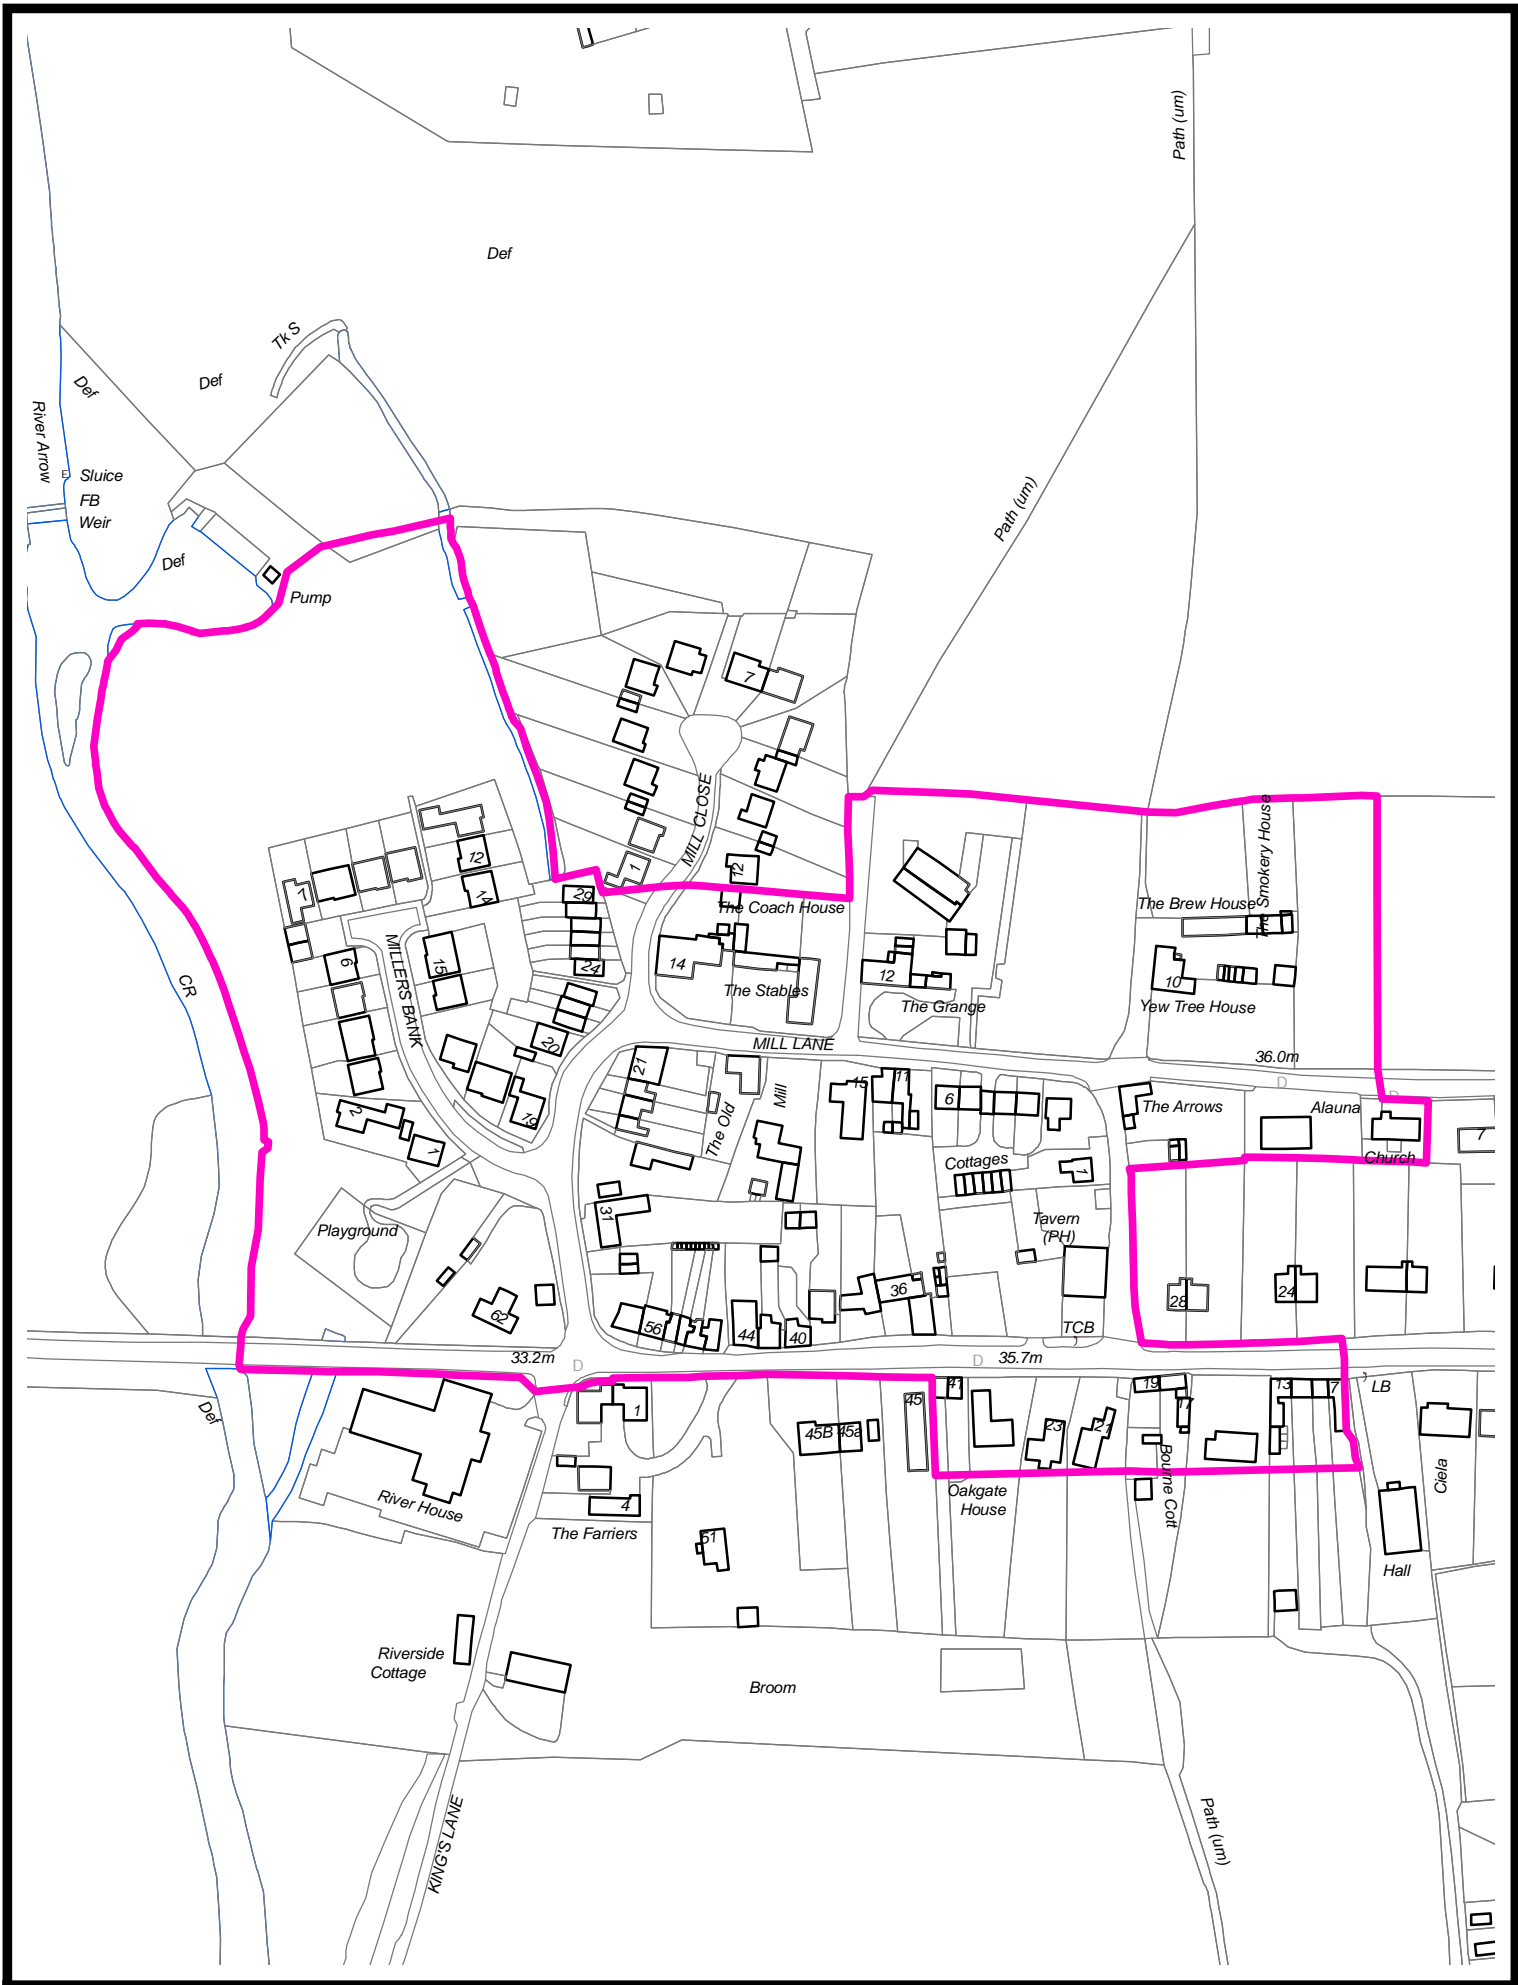 Path (um)
Def
Tk S
Def
Def
River Arrow
Sluice
FB
Weir
E
Def
Pump
Path (um)
7
MILL CLOSE
1
12
12
14
7
29
The Coach House
The Smokery House
The Brew House
6
MILLERS BANK
15
24
14
12
10
CR
The Stables
The Grange
Yew Tree House
20
MILL LANE
36.0m
21
15
11
D
D
2
19
The Old
Mill
6
The Arrows
Alauna
1
Cottages
1
Church
7
31
Playground
Tavern
(PH)
36
28
24
62
56
44
40
TCB
33.2m
D
D
35.7m
41
19
13
7
LB
1
45
17
45B
45a
23
21
Def
River House
4
Oakgate
House
Bourne Cott
Ciela
The Farriers
51
Hall
Riverside
Cottage
Broom
KING'S LANE
Path (um)